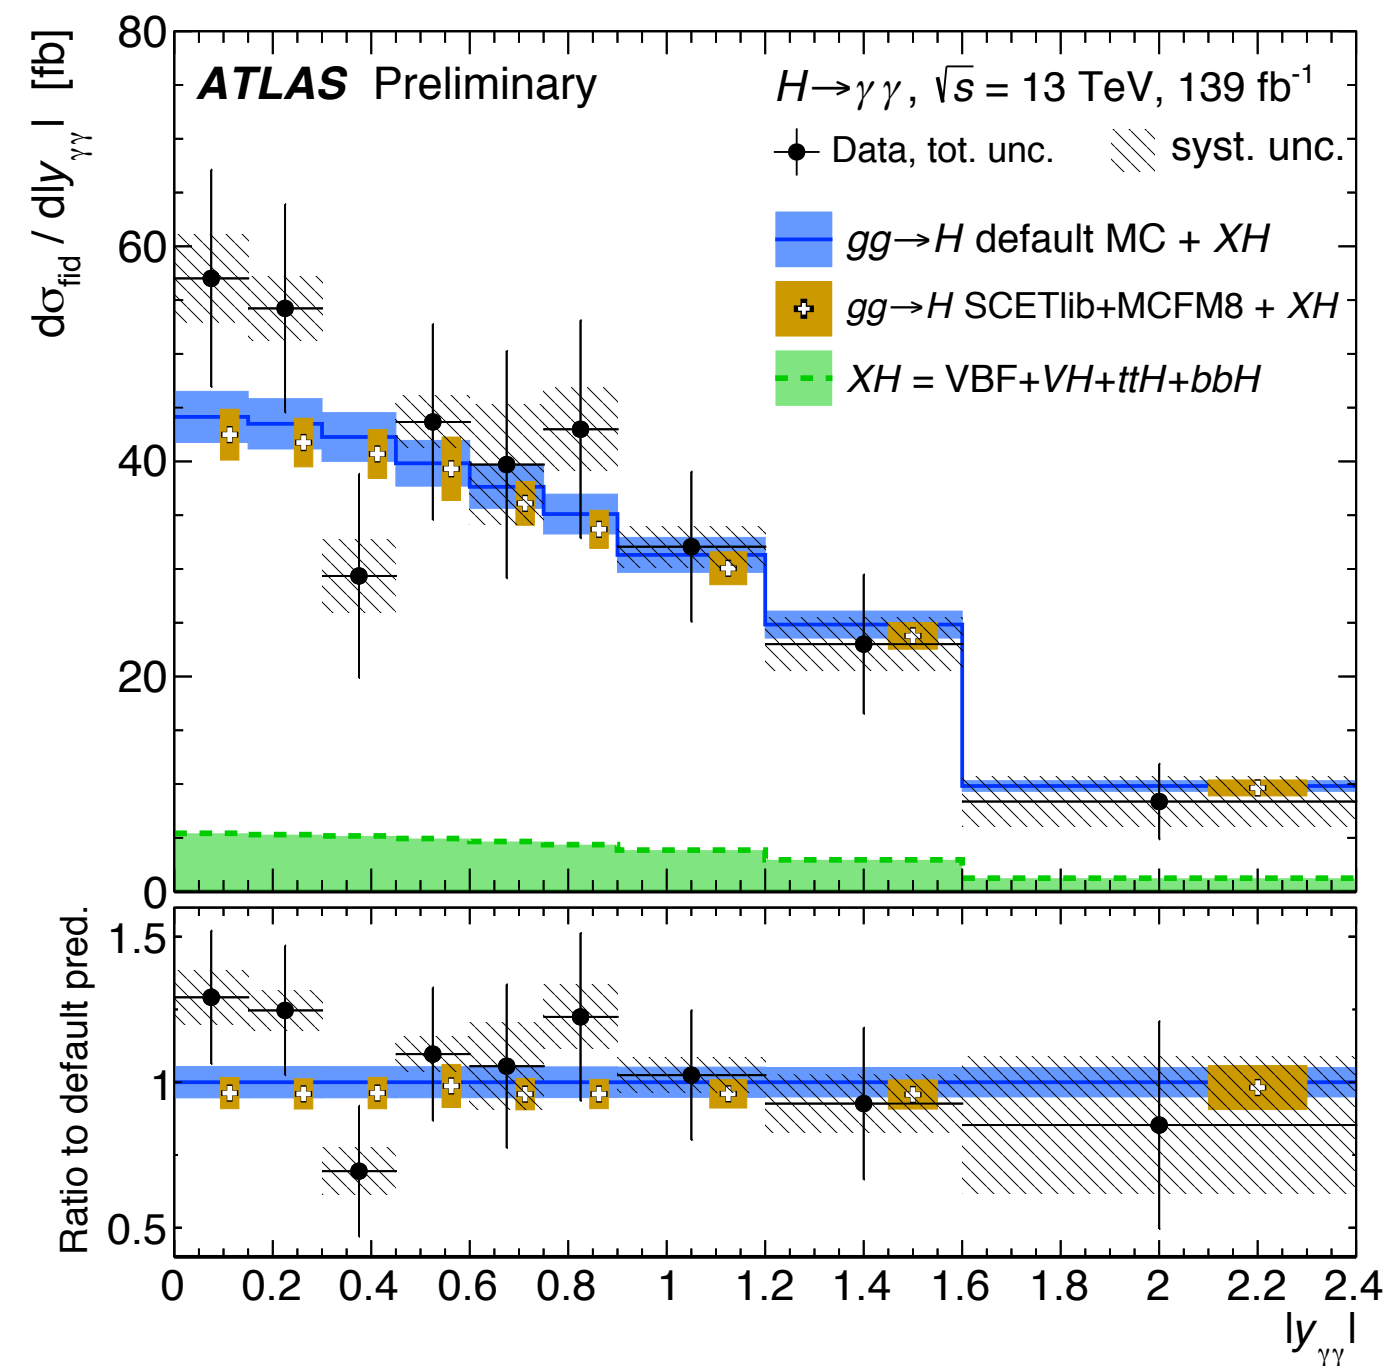 ATLAS Preliminary
H→γγ, √s = 13 TeV, 139 fb⁻¹
Data, tot. unc. syst. unc.
gg→H default MC + XH
gg→H SCETlib+MCFM8 + XH
XH = VBF+VH+ttH+bbH
dσ_fid / d|y_γγ| [fb]
80
60
40
20
0
Ratio to default pred.
1.5
1
0.5
0 0.2 0.4 0.6 0.8 1 1.2 1.4 1.6 1.8 2 2.2 2.4
|y_γγ|